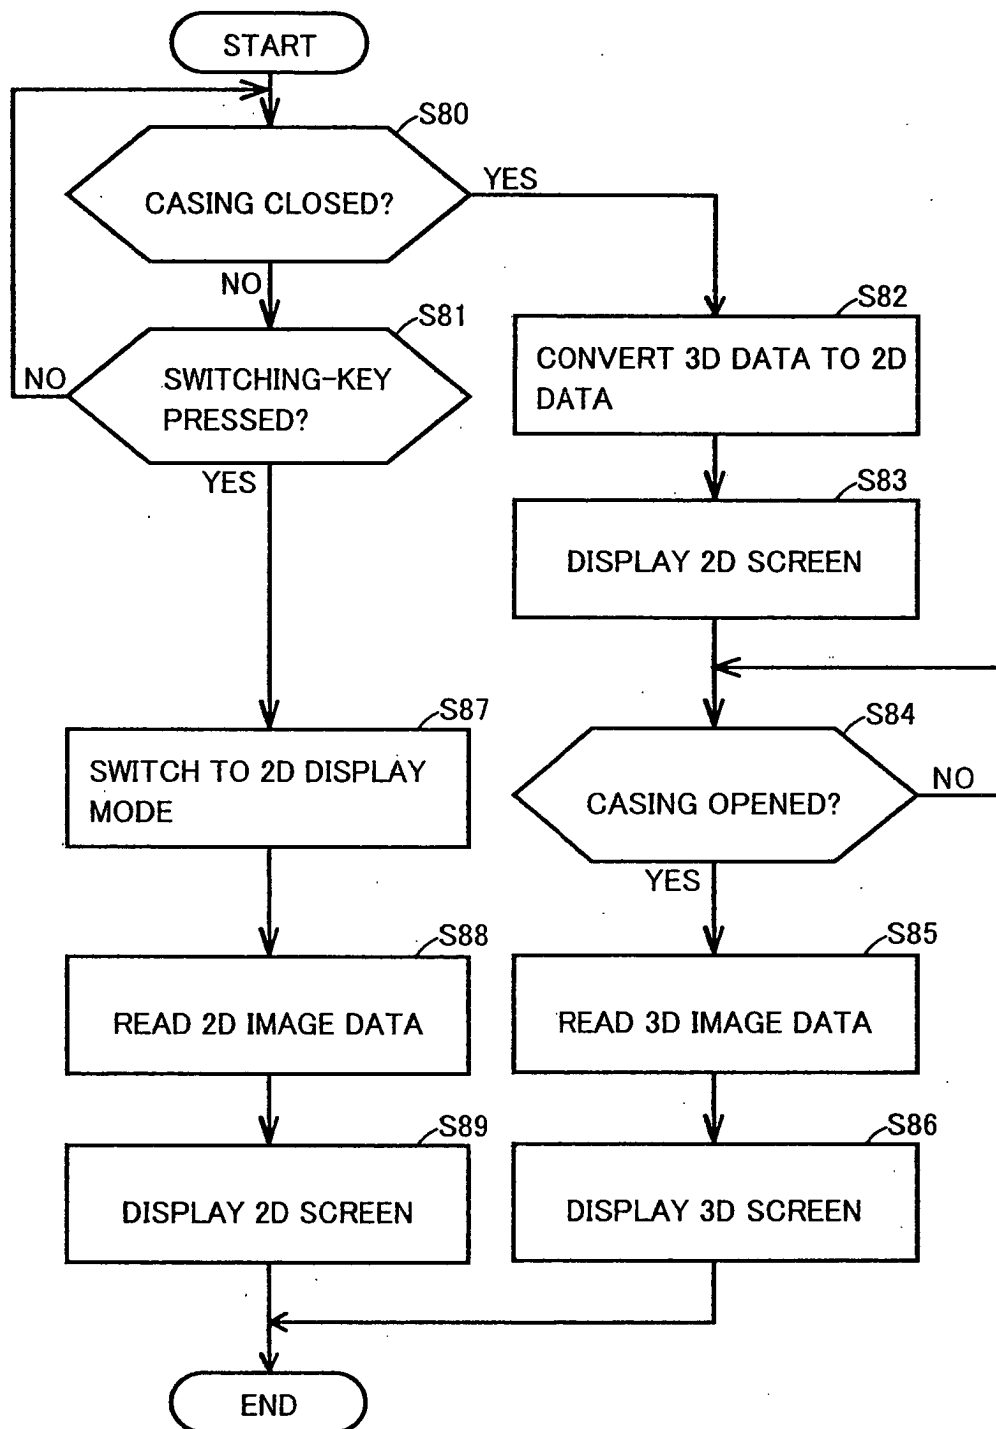 START
S80
CASING CLOSED?
YES
NO
S81
SWITCHING-KEY
PRESSED?
NO
YES
S82
CONVERT 3D DATA TO 2D
DATA
S83
DISPLAY 2D SCREEN
S84
CASING OPENED?
NO
YES
S87
SWITCH TO 2D DISPLAY
MODE
S88
READ 2D IMAGE DATA
S85
READ 3D IMAGE DATA
S89
DISPLAY 2D SCREEN
S86
DISPLAY 3D SCREEN
END